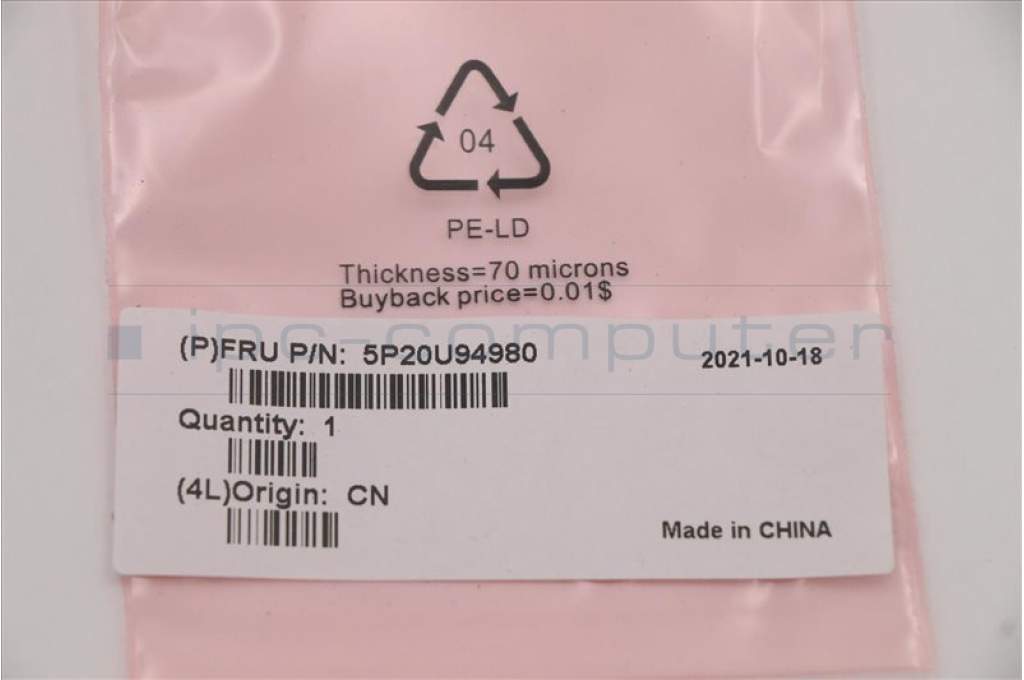 04
PE-LD
Thickness=70 microns
Buyback price=0.01$
ipc-computer
(P)FRU P/N: 5P20U94980
2021-10-18
Quantity: 1
(4L)Origin: CN
Made in CHINA